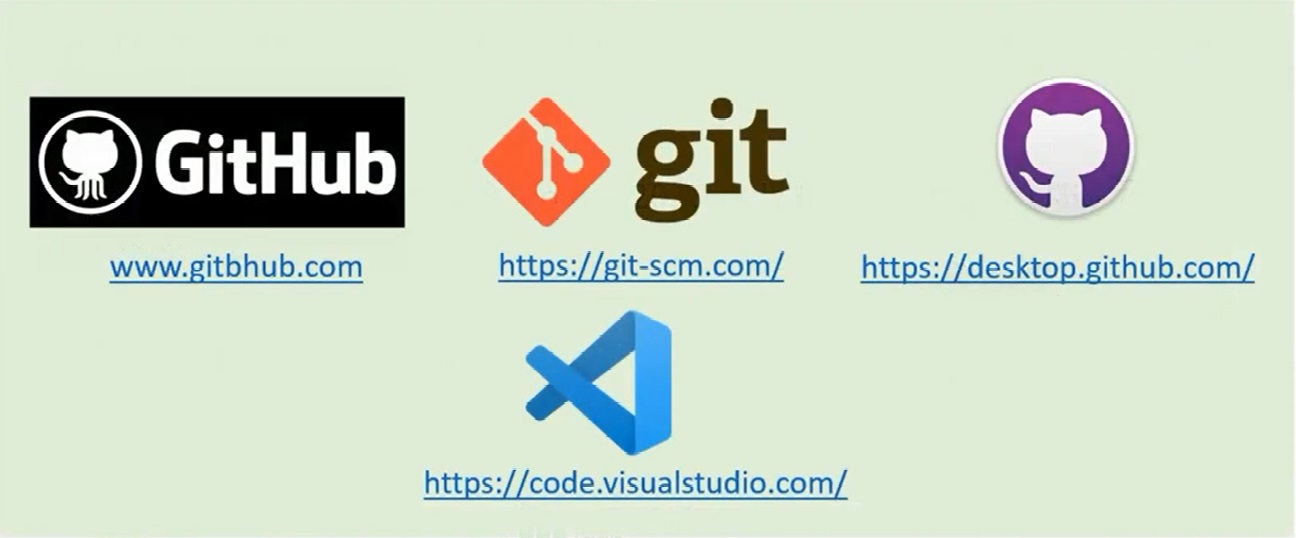 GitHub
git
www.gitbhub.com
https://git-scm.com/
https://desktop.github.com/
https://code.visualstudio.com/